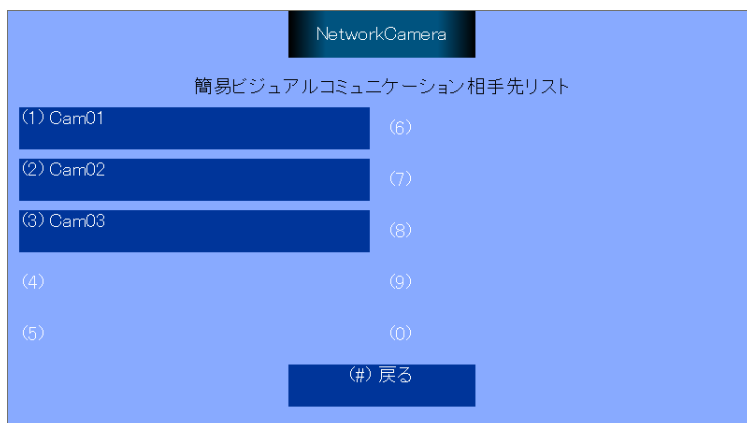 NetworkCamera
簡易ビジュアルコミュニケーション相手先リスト
(1) Cam01
(2) Cam02
(3) Cam03
(4)
(5)
(6)
(7)
(8)
(9)
(0)
(#) 戻る